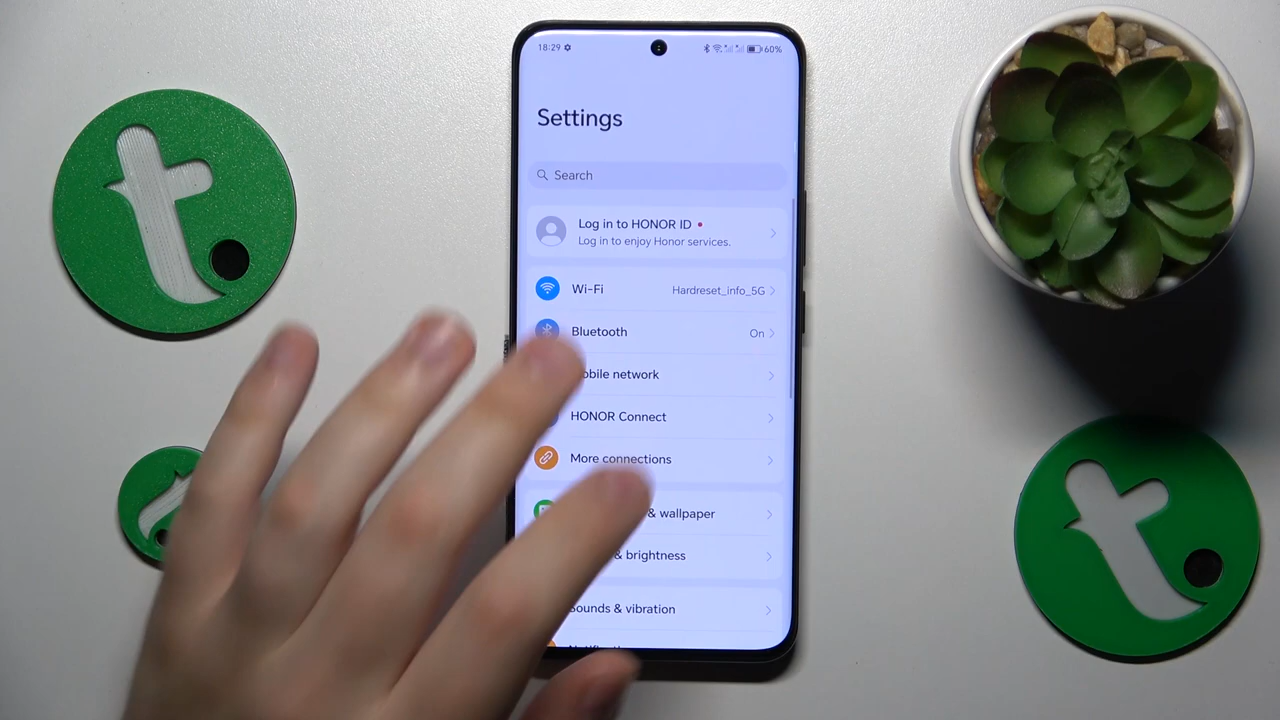 18:29
60%
Settings
Search
Log in to HONOR ID
Log in to enjoy Honor services.
Wi-Fi
Hardreset_info_5G
Bluetooth
On
network
HONOR Connect
More connections
& wallpaper
& brightness
Sounds & vibration
t.
t.